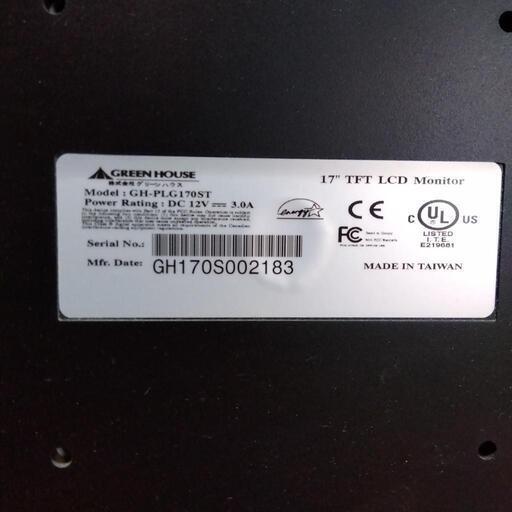 GREEN HOUSE
株式会社グリーンハウス
17" TFT LCD Monitor
Model : GH-PLG170ST
Power Rating : DC 12V 3.0A
energy
CE
FC
C UL US
LISTED
I.T.E.
E219681
Serial No.:
Mfr. Date: GH170S002183
MADE IN TAIWAN